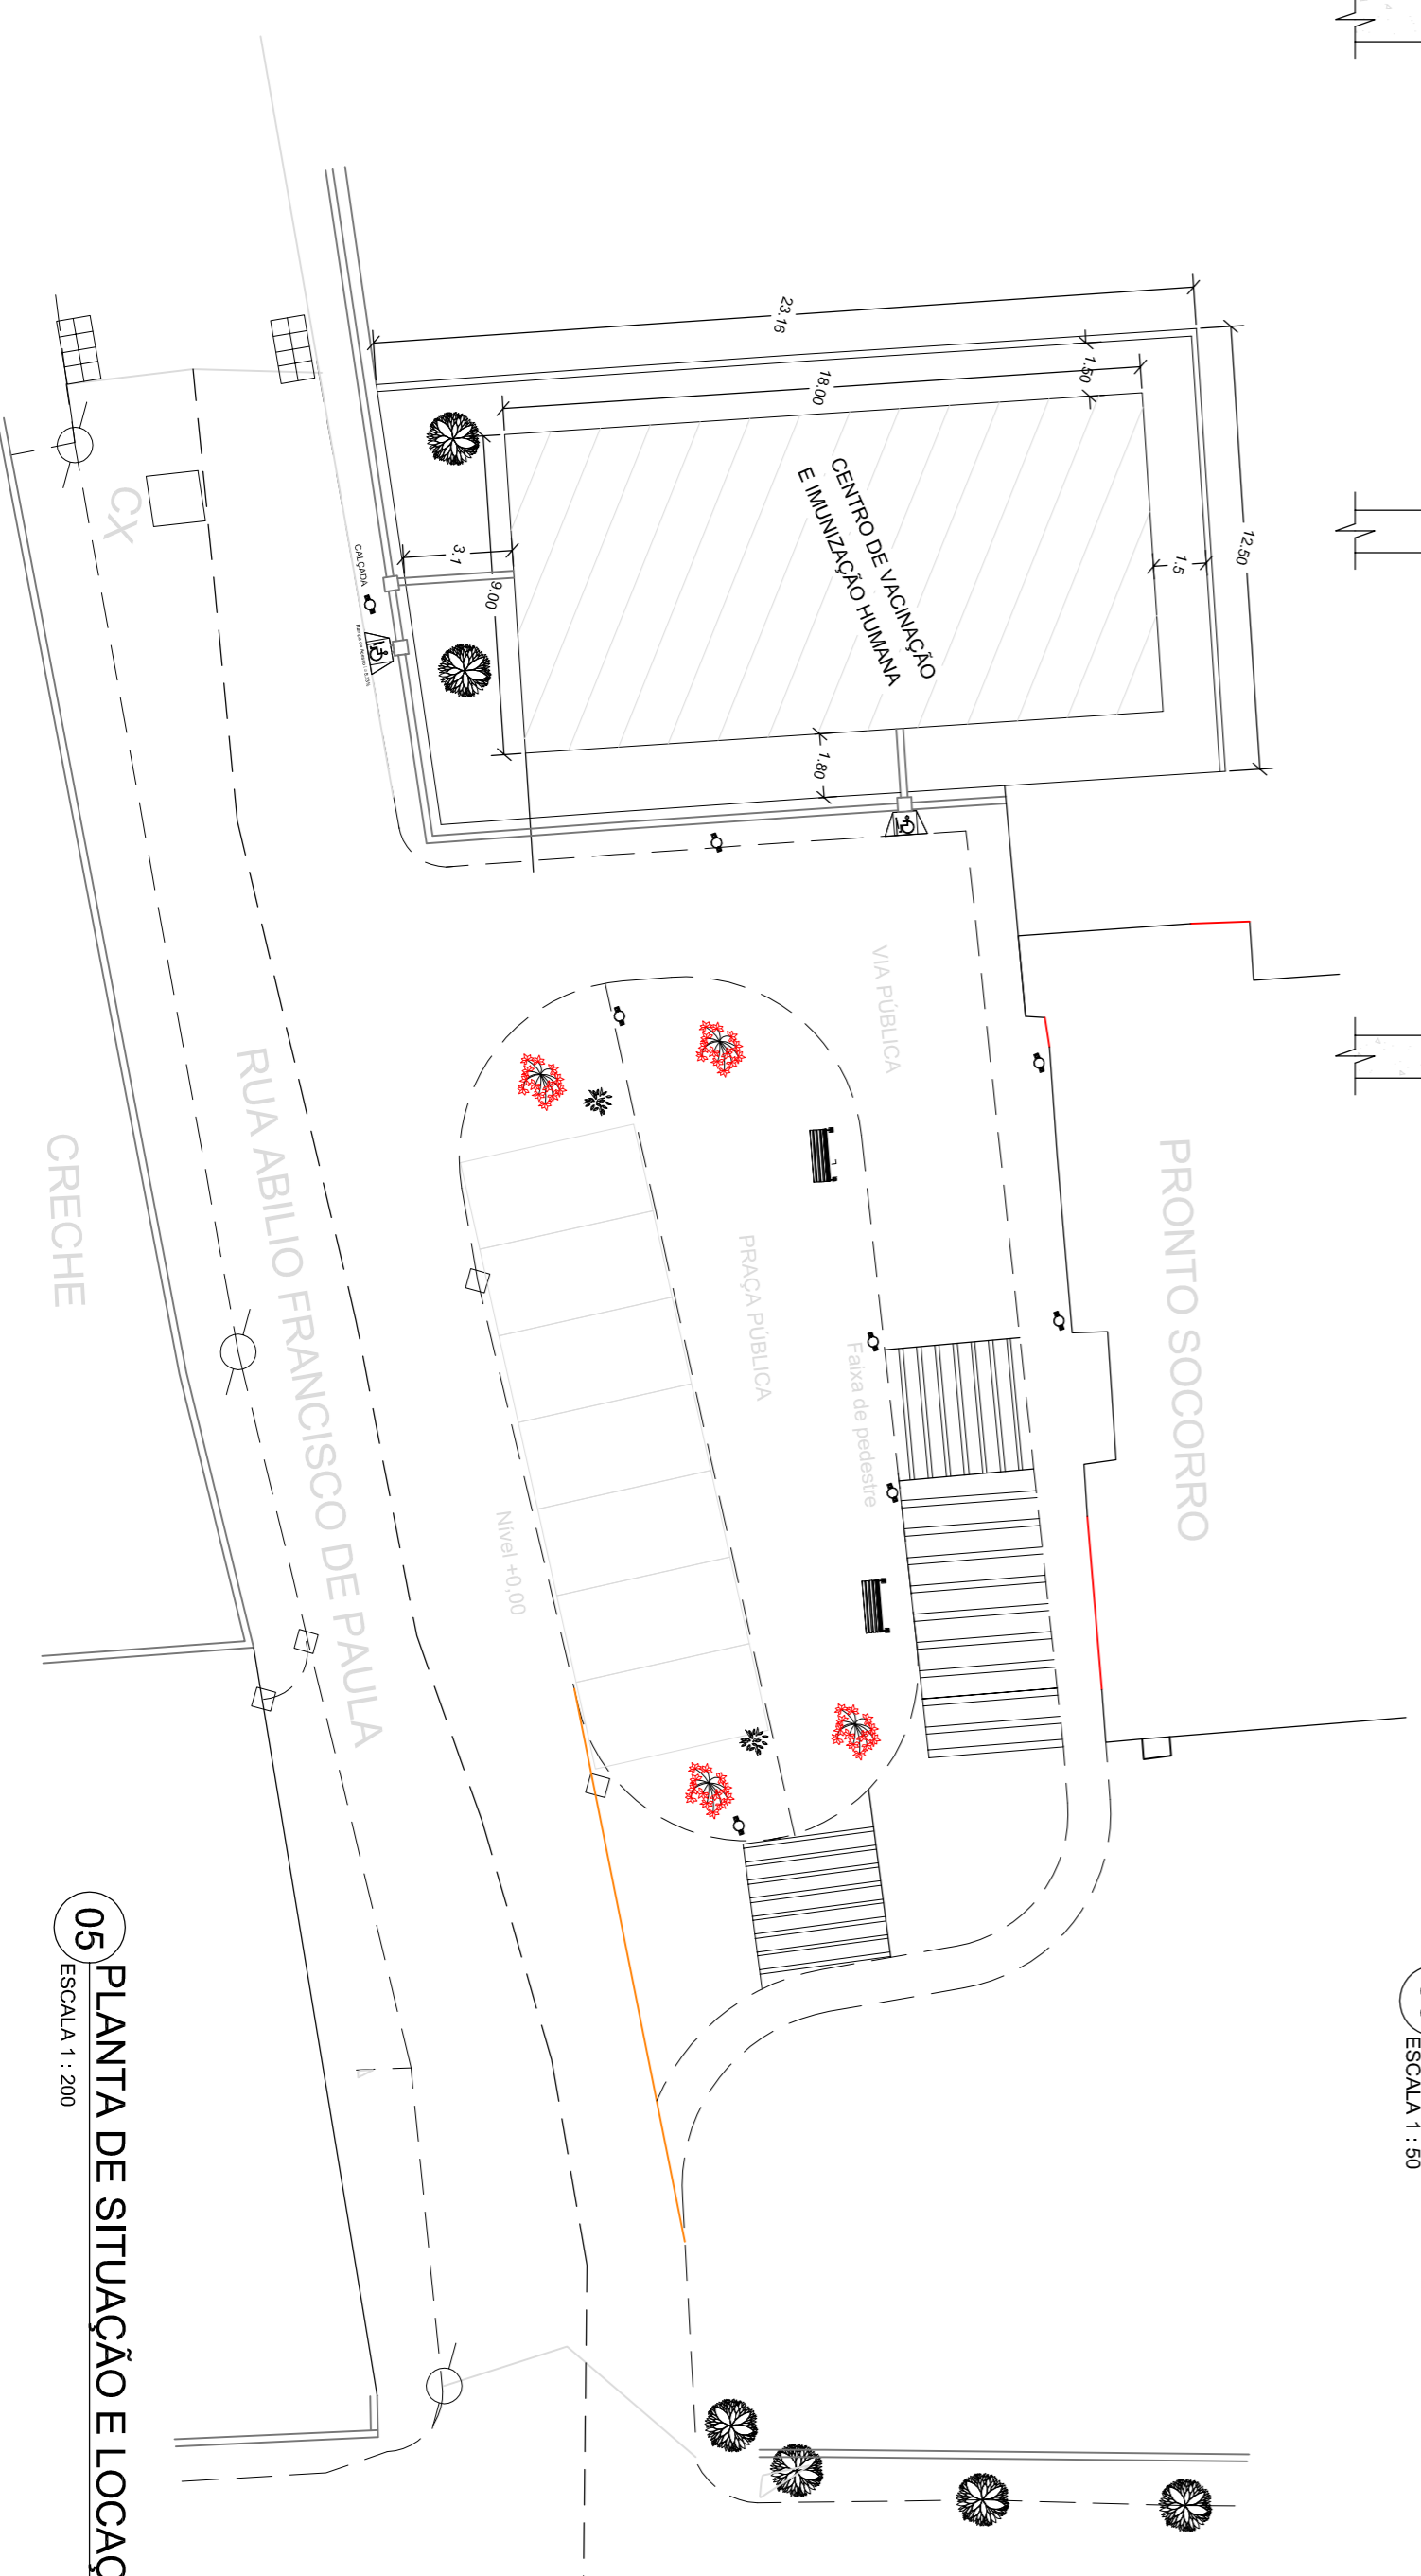 23.16
18.00
1.50
12.50
1.5
CENTRO DE VACINAÇÃO
E IMUNIZAÇÃO HUMANA
3.1
9.00
1.80
CX
CALÇADA
VIA PÚBLICA
PRONTO SOCORRO
PRAÇA PÚBLICA
Faixa de pedestre
Nível +0,00
RUA ABILIO FRANCISCO DE PAULA
CRECHE
05
PLANTA DE SITUAÇÃO E LOCAÇ
ESCALA 1 : 200
ESCALA 1 : 50